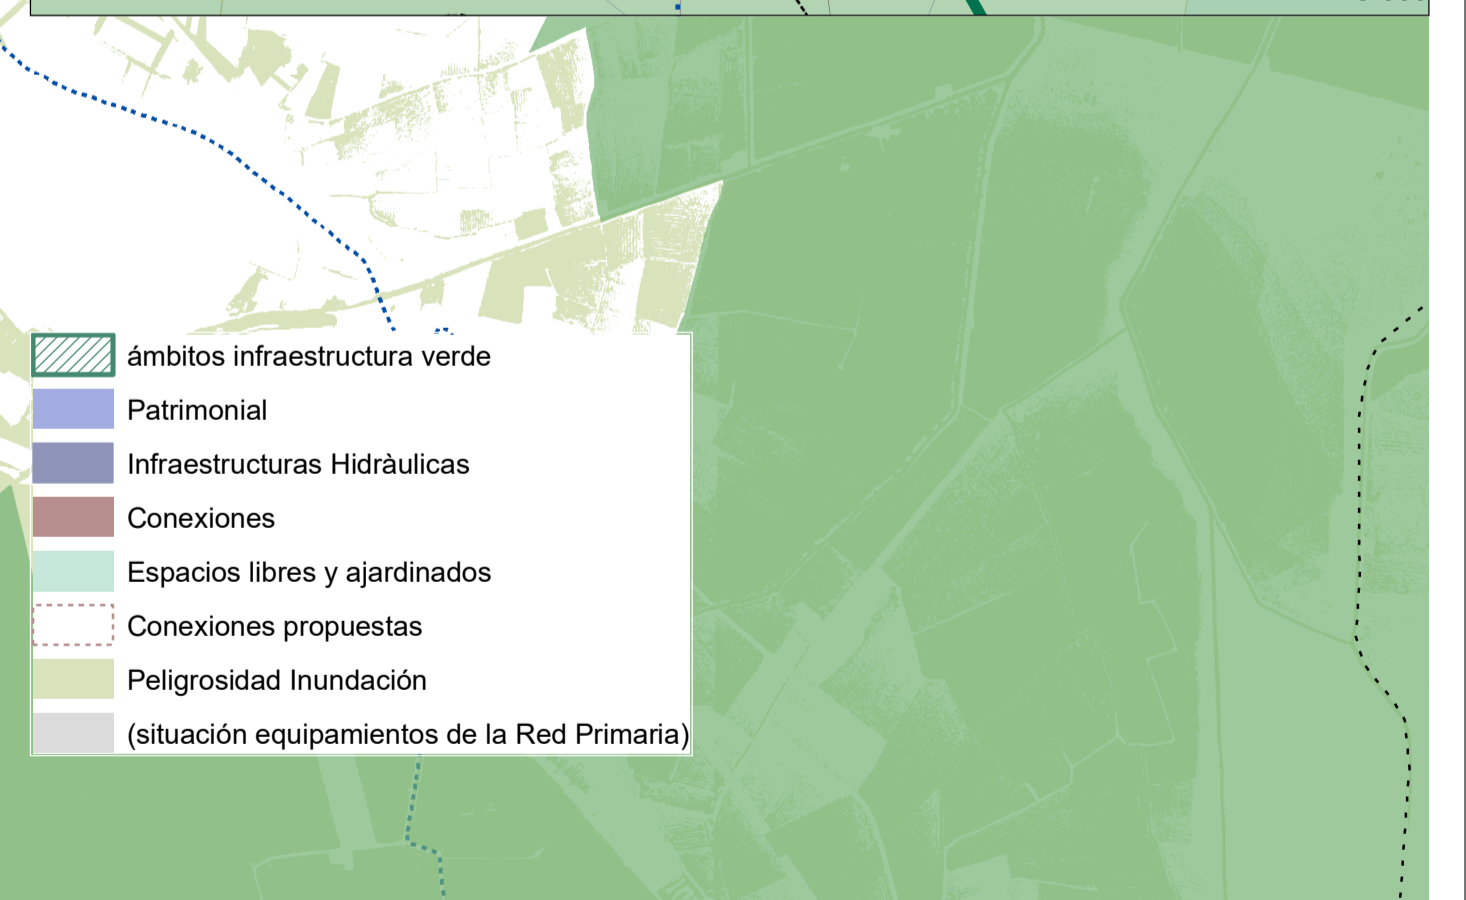 ámbitos infraestructura verde
Patrimonial
Infraestructuras Hidràulicas
Conexiones
Espacios libres y ajardinados
Conexiones propuestas
Peligrosidad Inundación
(situación equipamientos de la Red Primaria)